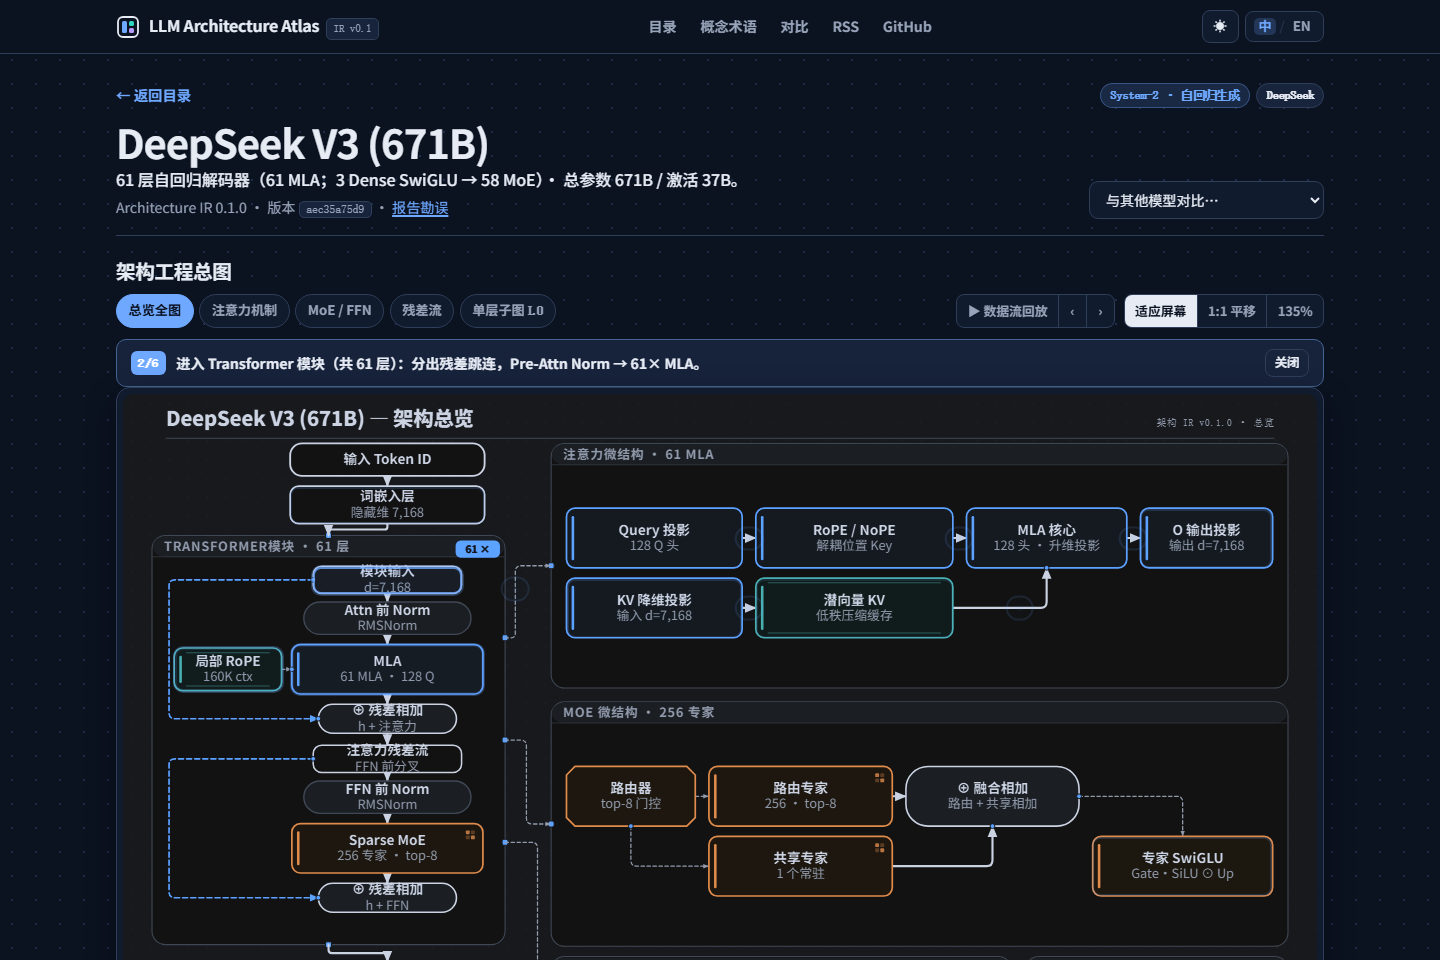 LLM Architecture Atlas IR v0.1
目录 概念术语 对比 RSS GitHub
中 / EN
← 返回目录
System-2 · 自回归生成 DeepSeek
DeepSeek V3 (671B)
61 层自回归解码器（61 MLA；3 Dense SwiGLU → 58 MoE）· 总参数 671B / 激活 37B。
Architecture IR 0.1.0 · 版本 aec35a75d9 · 报告勘误
与其他模型对比…
架构工程总图
总览全图 注意力机制 MoE / FFN 残差流 单层子图 L0
▶ 数据流回放 ‹ › 适应屏幕 1:1 平移 135%
2/6 进入 Transformer 模块（共 61 层）：分出残差跳连，Pre-Attn Norm → 61× MLA。 关闭
DeepSeek V3 (671B) — 架构总览
架构 IR v0.1.0 · 总览
输入 Token ID
词嵌入层
隐藏维 7,168
TRANSFORMER模块 · 61 层
61 ×
模块输入
d=7,168
Attn 前 Norm
RMSNorm
局部 RoPE
160K ctx
MLA
61 MLA · 128 Q
⊕ 残差相加
h + 注意力
注意力残差流
FFN 前分叉
FFN 前 Norm
RMSNorm
Sparse MoE
256 专家 · top-8
⊕ 残差相加
h + FFN
注意力微结构 · 61 MLA
Query 投影
128 Q 头
RoPE / NoPE
解耦位置 Key
MLA 核心
128 头 · 升维投影
O 输出投影
输出 d=7,168
KV 降维投影
输入 d=7,168
潜向量 KV
低秩压缩缓存
MOE 微结构 · 256 专家
路由器
top-8 门控
路由专家
256 · top-8
⊕ 融合相加
路由 + 共享相加
共享专家
1 个常驻
专家 SwiGLU
Gate · SiLU ⊙ Up